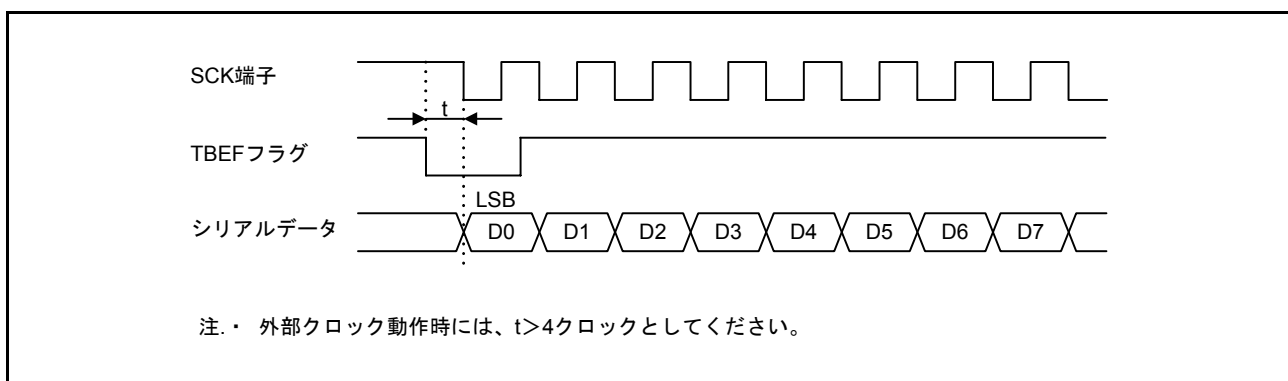 SCK端子
t
TBEFフラグ
LSB
シリアルデータ D0 D1 D2 D3 D4 D5 D6 D7
注.・ 外部クロック動作時には、t＞4クロックとしてください。